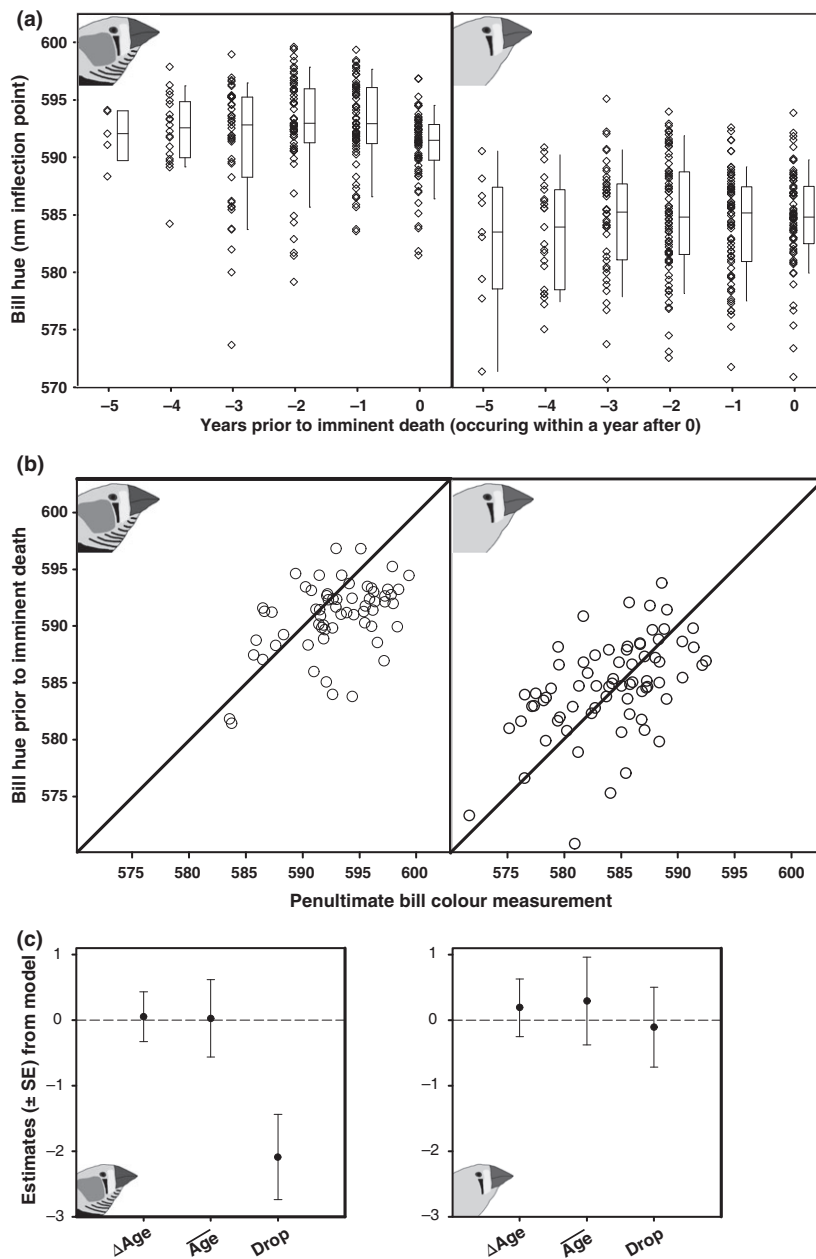 (a)
Bill hue (nm inflection point)
600
595
590
585
580
575
570
–5 –4 –3 –2 –1 0 –5 –4 –3 –2 –1 0
Years prior to imminent death (occuring within a year after 0)
(b)
Bill hue prior to imminent death
600
595
590
585
580
575
575 580 585 590 595 600 575 580 585 590 595 600
Penultimate bill colour measurement
(c)
Estimates (± SE) from model
1
0
–1
–2
–3
ΔAge A̅g̅e̅ Drop
1
0
–1
–2
–3
ΔAge A̅g̅e̅ Drop